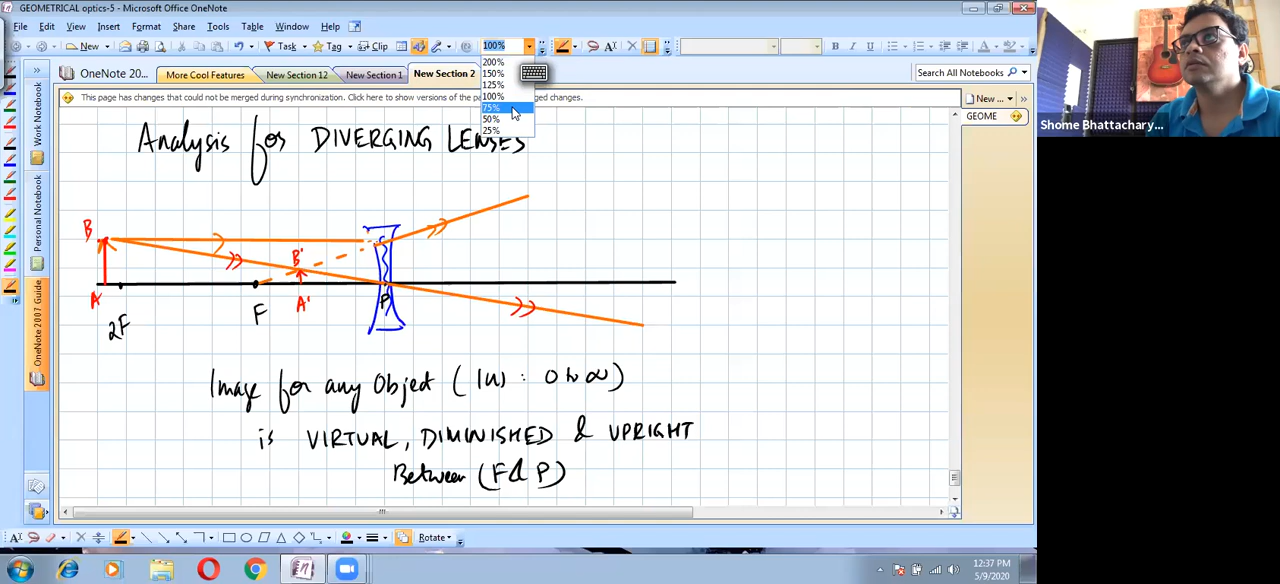 GEOMETRICAL optics-5 - Microsoft OneNote
File Edit View Insert Format Share Tools Table Window Help
New Task Tag Clip 100%
200%
150%
125%
100%
75%
50%
25%
OneNote 20... More Cool Features New Section 12 New Section 1 New Section 2 Search All Notebooks
This page has changes that could not be merged during synchronization. Click here to show versions of the pa
ged changes.
New ...
GEOME
Work Notebook
Personal Notebook
OneNote 2007 Guide
Analysis for DIVERGING LENSES
B
B'
A A' P
2F F
Image for any Object (|u| : 0 to ∞)
is VIRTUAL, DIMINISHED & UPRIGHT
Between (F & P)
Rotate
12:37 PM
5/9/2020
Shome Bhattachary...